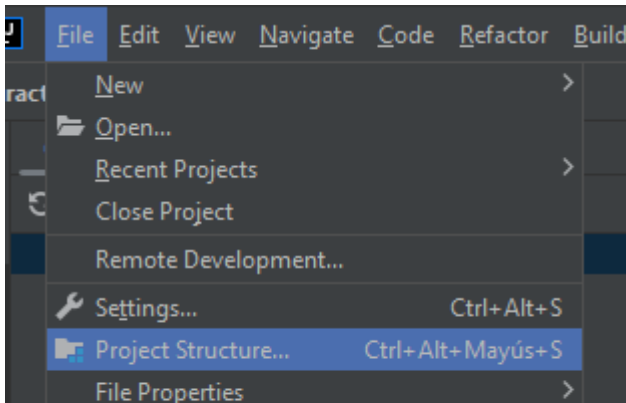 File Edit View Navigate Code Refactor Build
ract
New
Open...
Recent Projects
Close Project
Remote Development...
Settings... Ctrl+Alt+S
Project Structure... Ctrl+Alt+Mayús+S
File Properties